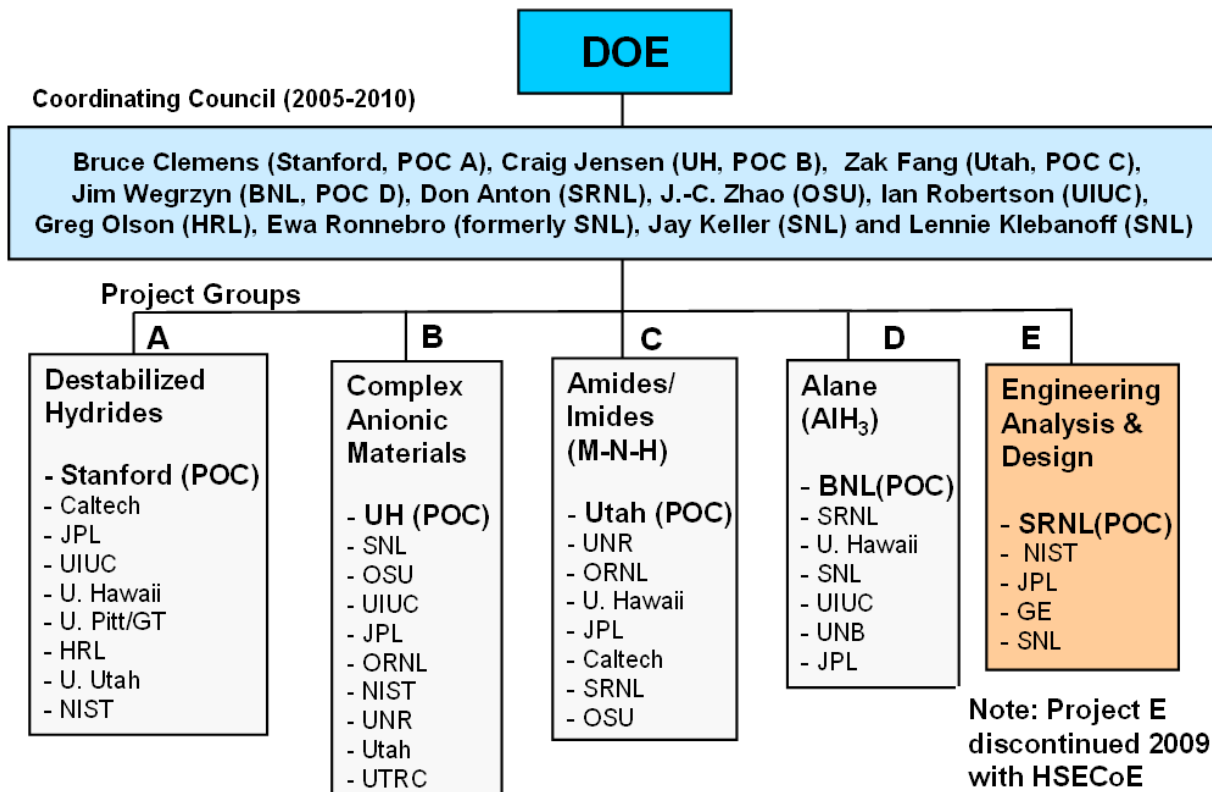 DOE
Coordinating Council (2005-2010)
Bruce Clemens (Stanford, POC A), Craig Jensen (UH, POC B), Zak Fang (Utah, POC C),
Jim Wegrzyn (BNL, POC D), Don Anton (SRNL), J.-C. Zhao (OSU), Ian Robertson (UIUC),
Greg Olson (HRL), Ewa Ronnebro (formerly SNL), Jay Keller (SNL) and Lennie Klebanoff (SNL)
Project Groups
A
Destabilized
Hydrides
- Stanford (POC)
- Caltech
- JPL
- UIUC
- U. Hawaii
- U. Pitt/GT
- HRL
- U. Utah
- NIST
B
Complex
Anionic
Materials
- UH (POC)
- SNL
- OSU
- UIUC
- JPL
- ORNL
- NIST
- UNR
- Utah
- UTRC
C
Amides/
Imides
(M-N-H)
- Utah (POC)
- UNR
- ORNL
- U. Hawaii
- JPL
- Caltech
- SRNL
- OSU
D
Alane
(AlH₃)
- BNL(POC)
- SRNL
- U. Hawaii
- SNL
- UIUC
- UNB
- JPL
E
Engineering
Analysis &
Design
- SRNL(POC)
- NIST
- JPL
- GE
- SNL
Note: Project E
discontinued 2009
with HSECoE